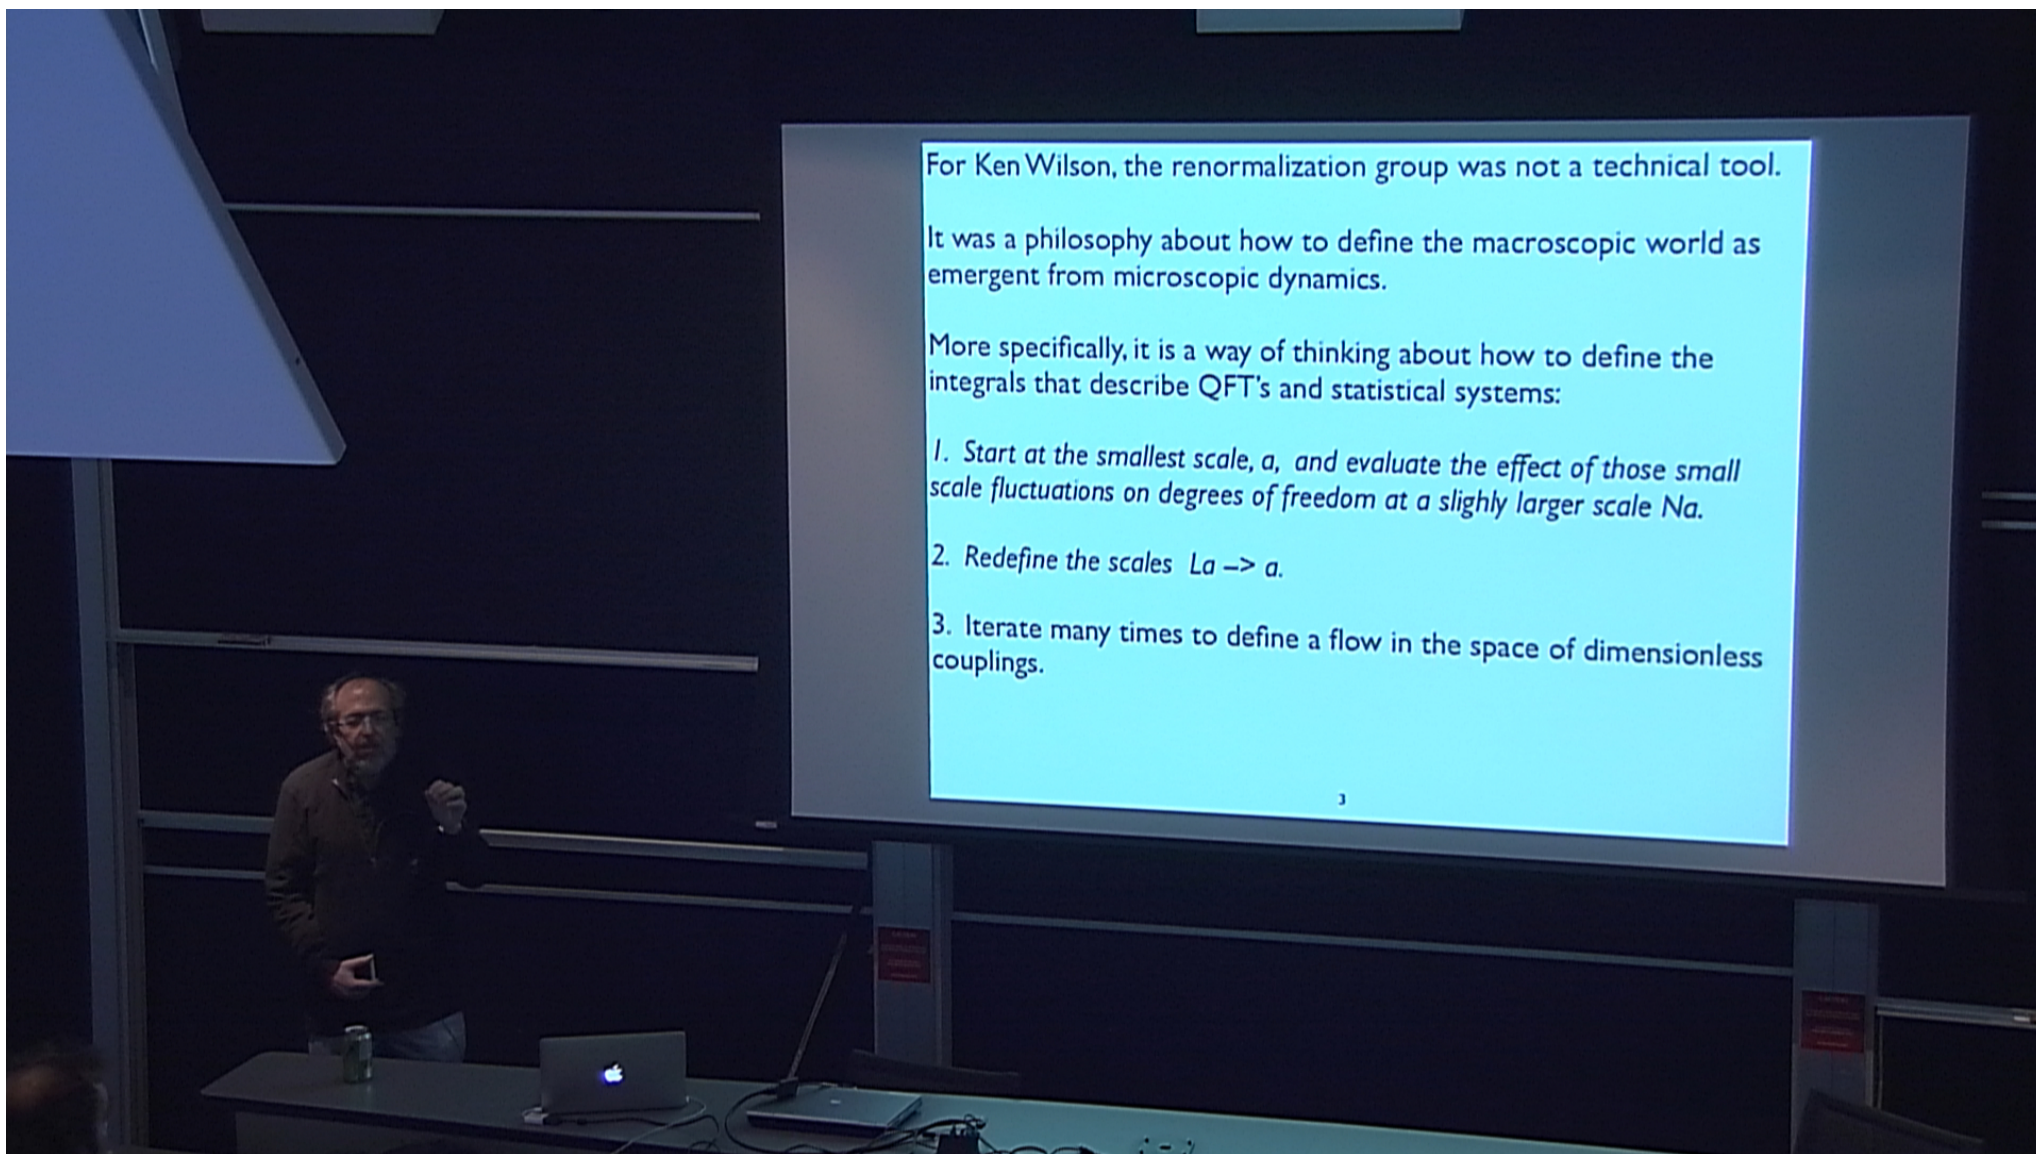 For Ken Wilson, the renormalization group was not a technical tool.
It was a philosophy about how to define the macroscopic world as
emergent from microscopic dynamics.
More specifically, it is a way of thinking about how to define the
integrals that describe QFT's and statistical systems:
1. Start at the smallest scale, a, and evaluate the effect of those small
scale fluctuations on degrees of freedom at a slighly larger scale Na.
2. Redefine the scales La –> a.
3. Iterate many times to define a flow in the space of dimensionless
couplings.
3